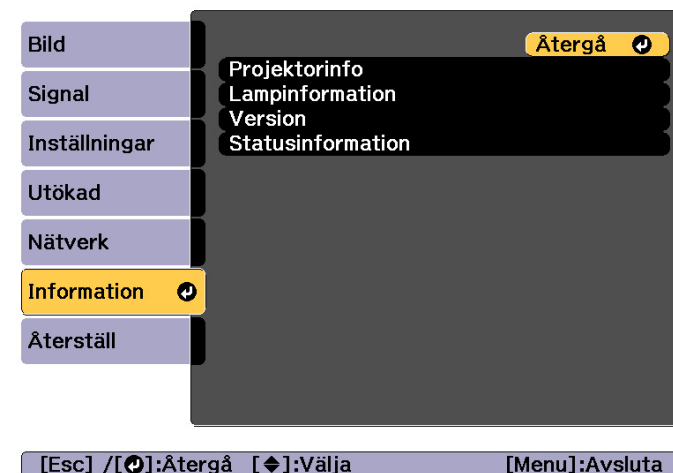 Bild
Signal
Inställningar
Utökad
Nätverk
Information
Återställ
Återgå
Projektorinfo
Lampinformation
Version
Statusinformation
[Esc] /[↵]:Återgå [◆]:Välja [Menu]:Avsluta